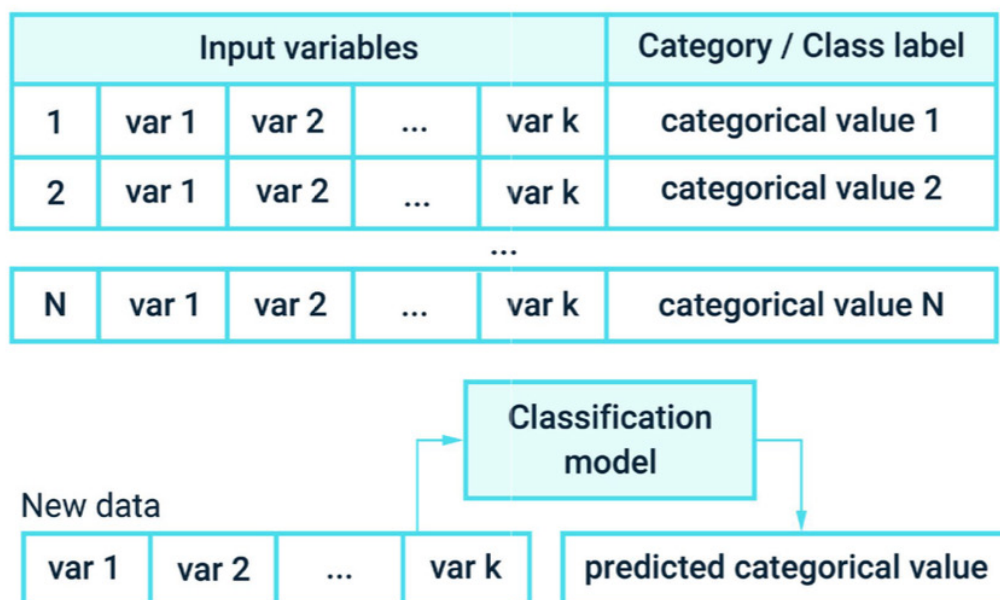 Input variables Category / Class label
1 var 1 var 2 ... var k categorical value 1
2 var 1 var 2 ... var k categorical value 2
...
N var 1 var 2 ... var k categorical value N
Classification
model
New data
var 1 var 2 ... var k predicted categorical value